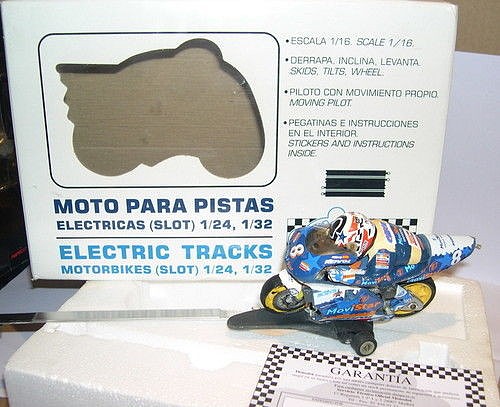 • ESCALA 1/16. SCALE 1/16.
• DERRAPA. INCLINA, LEVANTA.
SKIDS, TILTS, WHEEL.
• PILOTO CON MOVIMIENTO PROPIO.
MOVING PILOT.
• PEGATINAS E INSTRUCCIONES
EN EL INTERIOR.
STICKERS AND INSTRUCTIONS
INSIDE.
MOTO PARA PISTAS
ELECTRICAS (SLOT) 1/24, 1/32
ELECTRIC TRACKS
MOTORBIKES (SLOT) 1/24, 1/32
8
8
MoviStar
GARANTIA